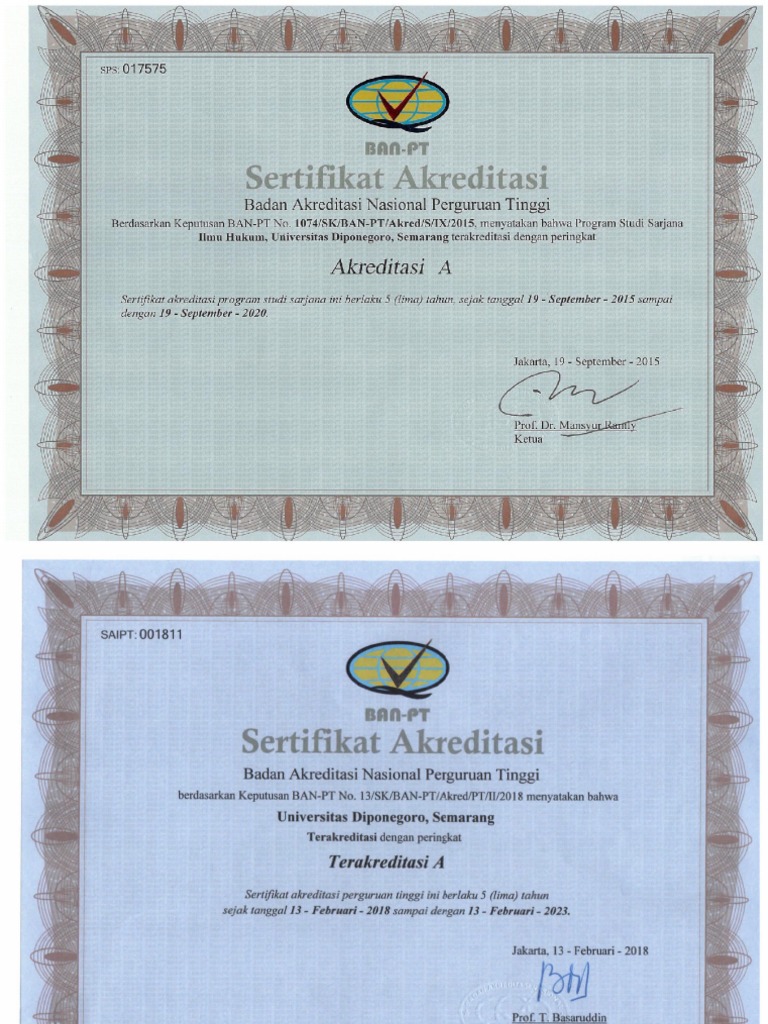 SPS: 017575
BAN-PT
Sertifikat Akreditasi
Badan Akreditasi Nasional Perguruan Tinggi
Berdasarkan Keputusan BAN-PT No. 1074/SK/BAN-PT/Akred/S/IX/2015, menyatakan bahwa Program Studi Sarjana
Ilmu Hukum, Universitas Diponegoro, Semarang terakreditasi dengan peringkat
Akreditasi A
Sertifikat akreditasi program studi sarjana ini berlaku 5 (lima) tahun, sejak tanggal 19 - September - 2015 sampai
dengan 19 - September - 2020.
Jakarta, 19 - September - 2015
Prof. Dr. Mansyur Ramly
Ketua
SAIPT: 001811
BAN-PT
Sertifikat Akreditasi
Badan Akreditasi Nasional Perguruan Tinggi
berdasarkan Keputusan BAN-PT No. 13/SK/BAN-PT/Akred/PT/II/2018 menyatakan bahwa
Universitas Diponegoro, Semarang
Terakreditasi dengan peringkat
Terakreditasi A
Sertifikat akreditasi perguruan tinggi ini berlaku 5 (lima) tahun
sejak tanggal 13 - Februari - 2018 sampai dengan 13 - Februari - 2023.
Jakarta, 13 - Februari - 2018
Prof. T. Basaruddin